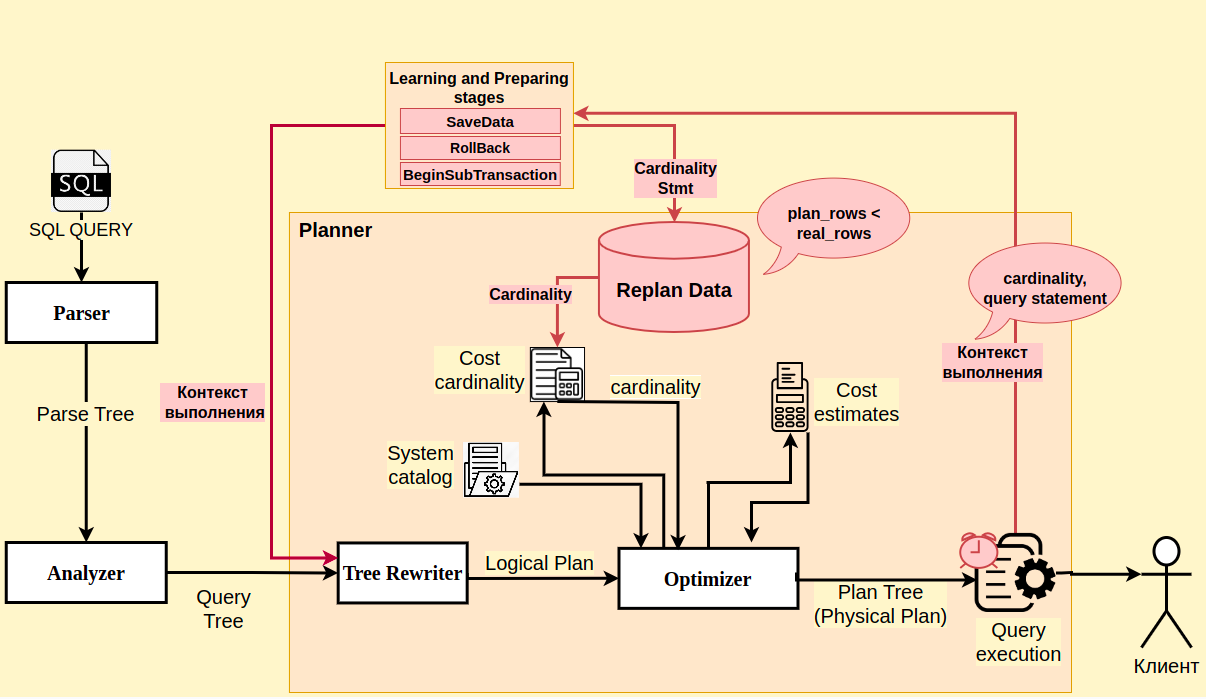 Learning and Preparing
stages
SaveData
RollBack
BeginSubTransaction
SQL
SQL QUERY
Cardinality
Stmt
plan_rows <
real_rows
Planner
Replan Data
cardinality,
query statement
Parser
Cardinality
Контекст
выполнения
Cost
cardinality
cardinality
Cost
estimates
Контекст
выполнения
Parse Tree
System
catalog
Analyzer
Query
Tree
Tree Rewriter
Logical Plan
Optimizer
Plan Tree
(Physical Plan)
Query
execution
Клиент